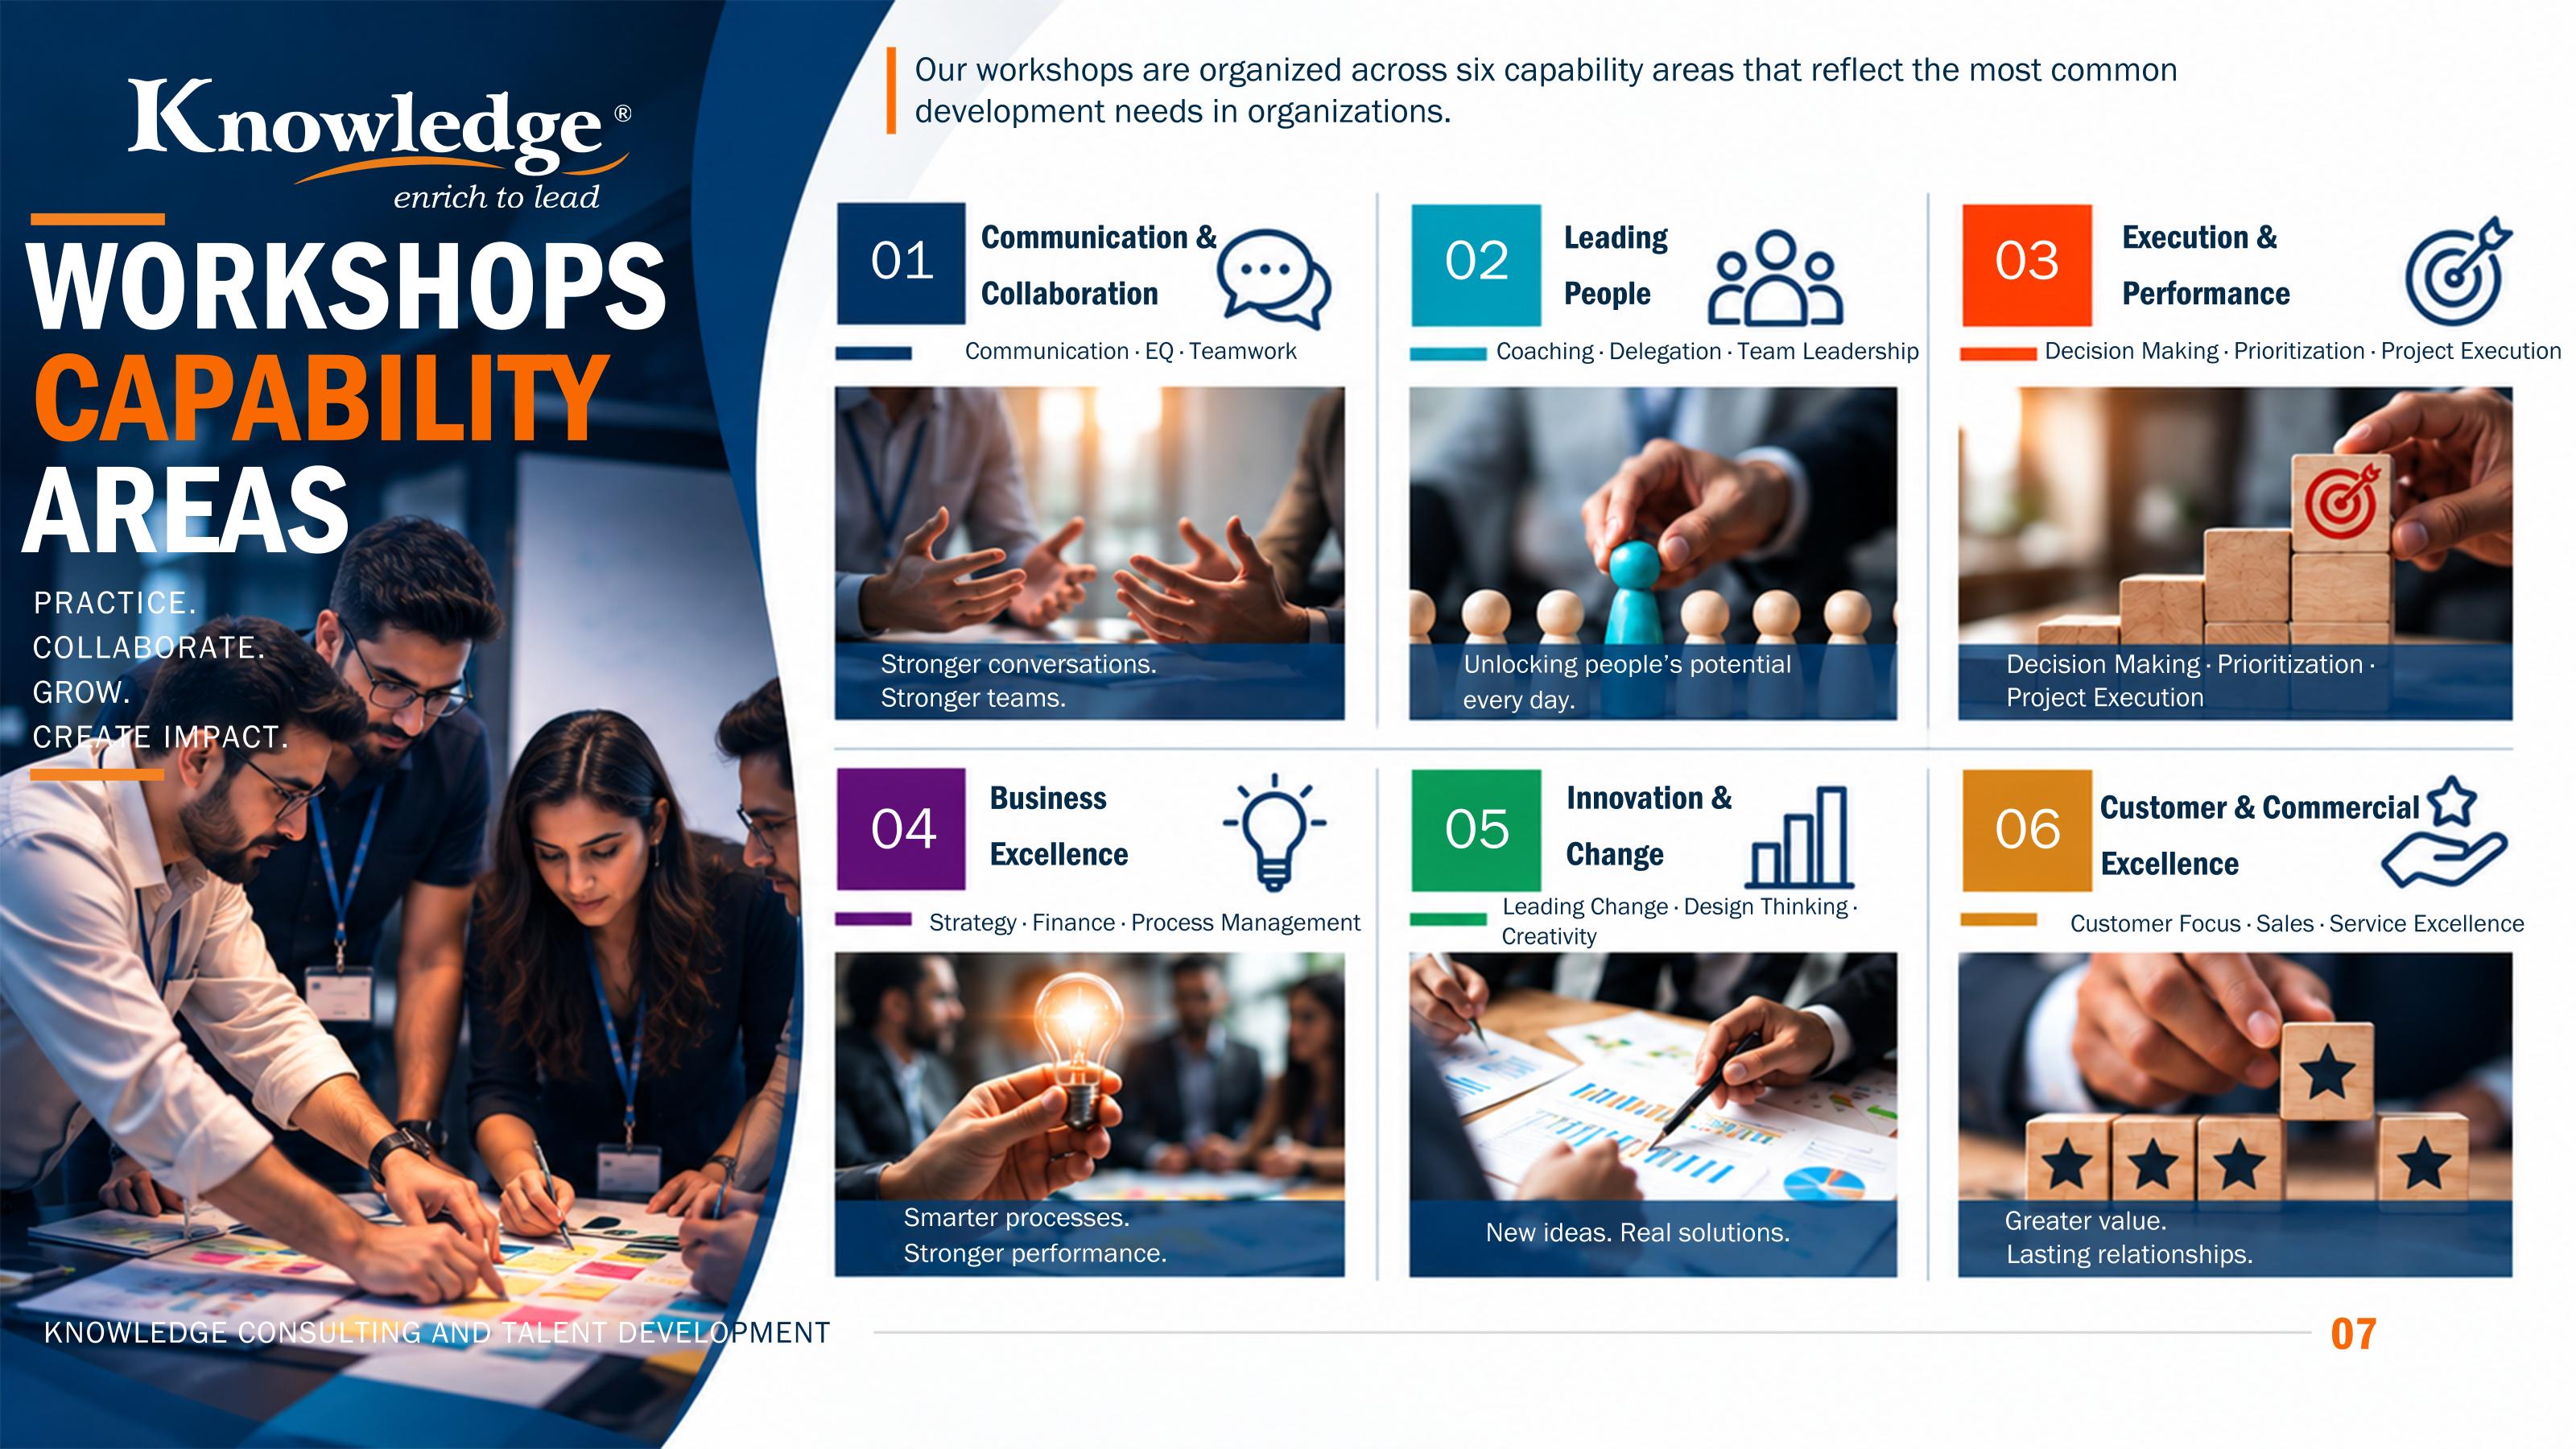 Knowledge®
enrich to lead
WORKSHOPS
CAPABILITY
AREAS
PRACTICE.
COLLABORATE.
GROW.
CREATE IMPACT.
Our workshops are organized across six capability areas that reflect the most common
development needs in organizations.
01
Communication &
Collaboration
Communication · EQ · Teamwork
Stronger conversations.
Stronger teams.
02
Leading
People
Coaching · Delegation · Team Leadership
Unlocking people’s potential
every day.
03
Execution &
Performance
Decision Making · Prioritization · Project Execution
Decision Making · Prioritization ·
Project Execution
04
Business
Excellence
Strategy · Finance · Process Management
Smarter processes.
Stronger performance.
05
Innovation &
Change
Leading Change · Design Thinking ·
Creativity
New ideas. Real solutions.
06
Customer & Commercial
Excellence
Customer Focus · Sales · Service Excellence
Greater value.
Lasting relationships.
KNOWLEDGE CONSULTING AND TALENT DEVELOPMENT
07